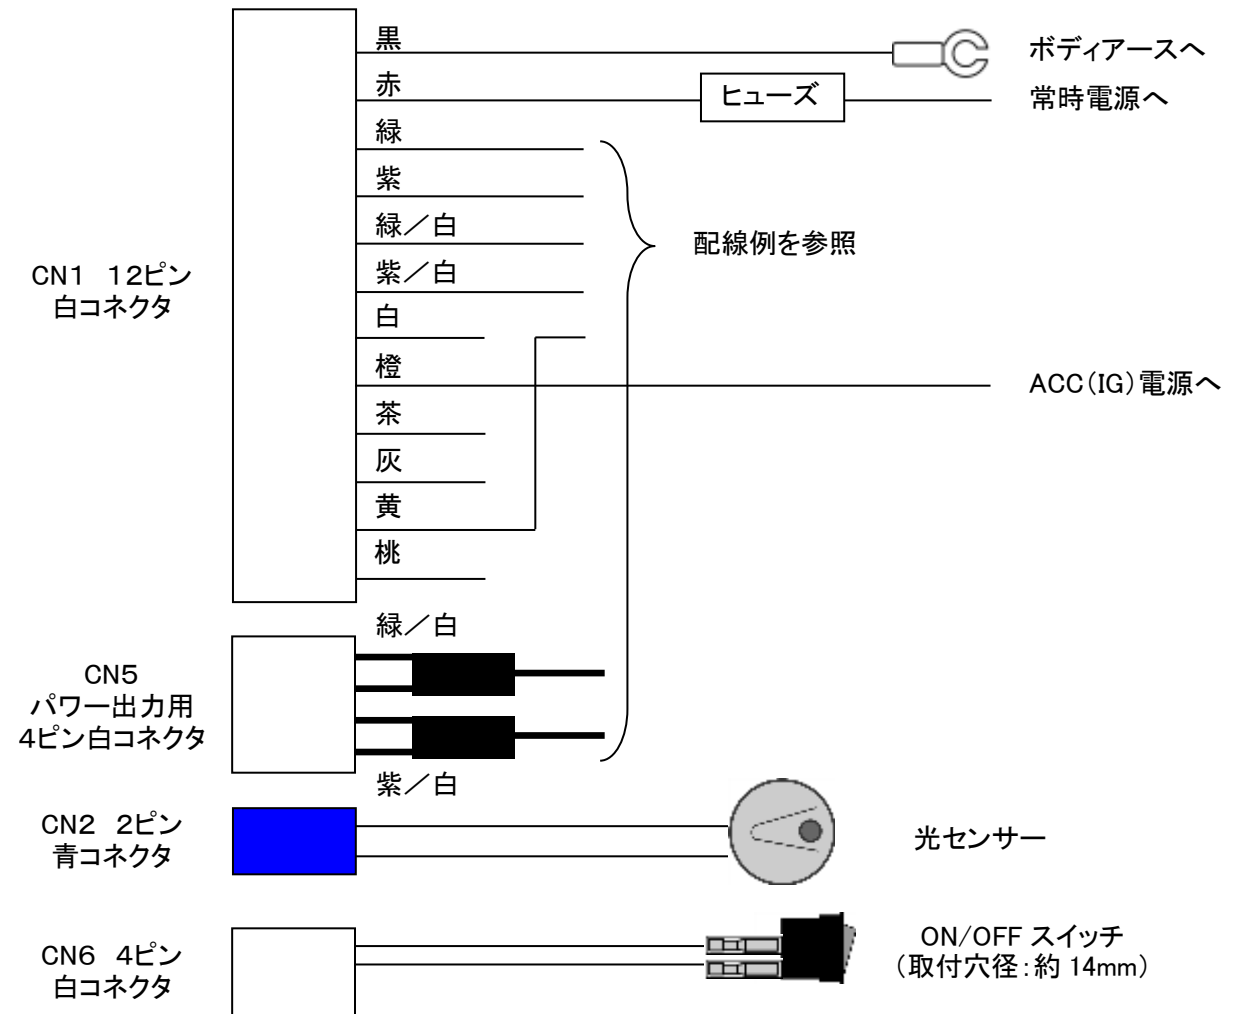 黒
ボディアースへ
赤
ヒューズ
常時電源へ
緑
紫
緑／白
配線例を参照
紫／白
CN１　１２ピン
白コネクタ
白
橙
ACC（IG）電源へ
茶
灰
黄
桃
緑／白
CN５
パワー出力用
４ピン白コネクタ
紫／白
CN２　２ピン
青コネクタ
光センサー
CN６　４ピン
白コネクタ
ON/OFF スイッチ
（取付穴径：約 14mm）